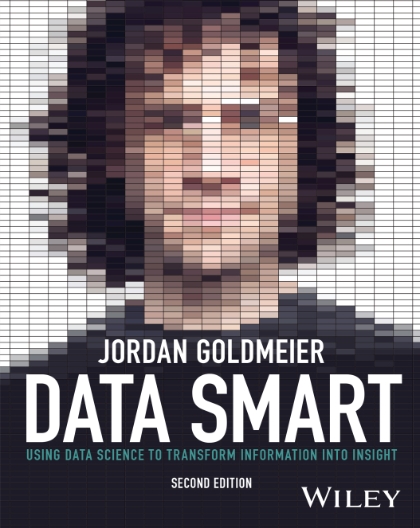 JORDAN GOLDMEIER
DATA SMART
USING DATA SCIENCE TO TRANSFORM INFORMATION INTO INSIGHT
SECOND EDITION
WILEY